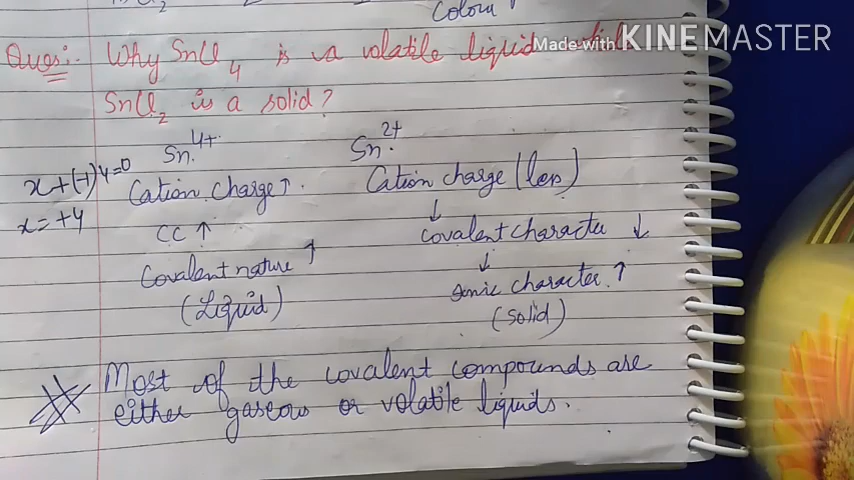 Colour
Ques:- Why SnCl4 is a volatile liquid
Made with KINEMASTER
SnCl2 is a solid?
Sn4+. Sn2+.
x+(-1)4=0 Cation Charge↑. Cation charge (less)
x=+4 ↓
CC ↑ Covalent character ↓
Covalent nature ↑ ↓
(Liquid) Ionic character.↑
(solid)
Most of the covalent compounds are
either gaseous or volatile liquids.